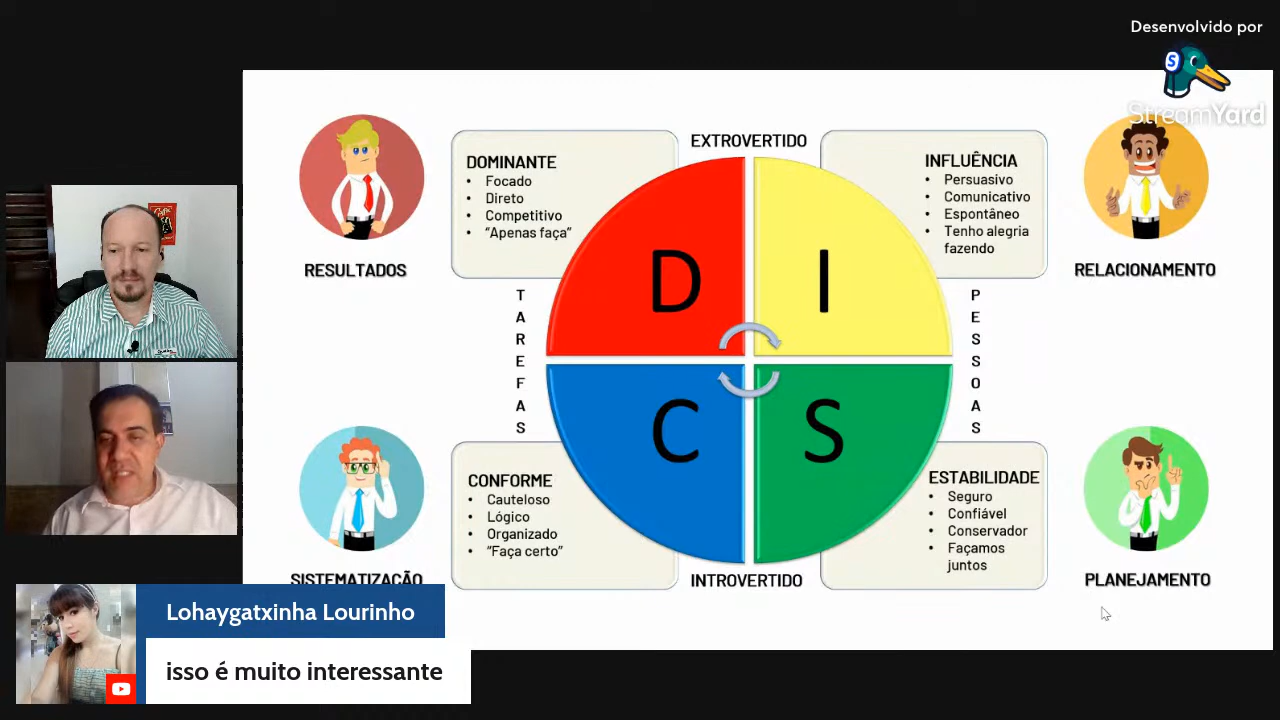 Desenvolvido por
StreamYard
EXTROVERTIDO
DOMINANTE
• Focado
• Direto
• Competitivo
• “Apenas faça”
RESULTADOS
INFLUÊNCIA
• Persuasivo
• Comunicativo
• Espontâneo
• Tenho alegria
fazendo
RELACIONAMENTO
TAREFAS
D
I
C
S
PESSOAS
CONFORME
• Cauteloso
• Lógico
• Organizado
• “Faça certo”
SISTEMATIZAÇÃO
ESTABILIDADE
• Seguro
• Confiável
• Conservador
• Façamos
juntos
PLANEJAMENTO
INTROVERTIDO
Lohaygatxinha Lourinho
isso é muito interessante